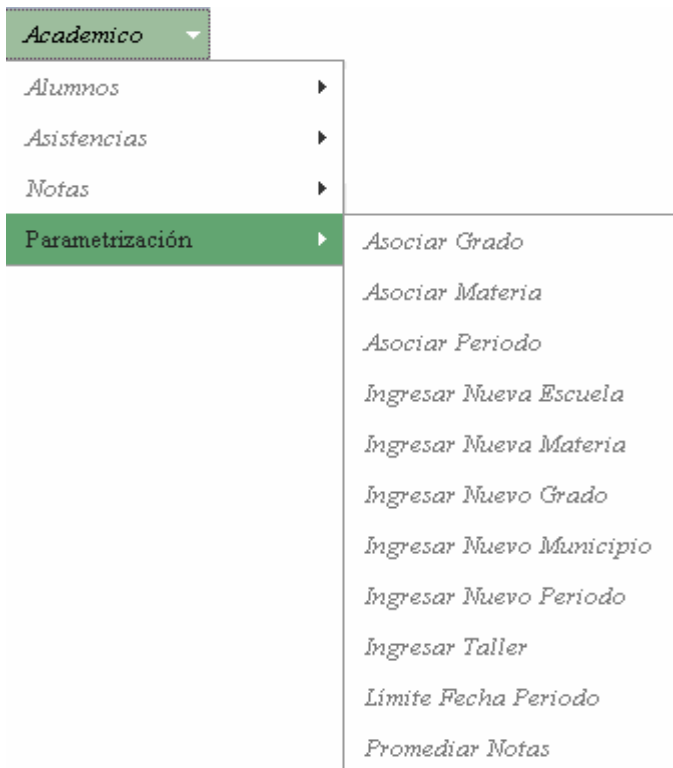 Academico
Alumnos
Asistencias
Notas
Parametrización
Asociar Grado
Asociar Materia
Asociar Periodo
Ingresar Nueva Escuela
Ingresar Nueva Materia
Ingresar Nuevo Grado
Ingresar Nuevo Municipio
Ingresar Nuevo Periodo
Ingresar Taller
Límite Fecha Periodo
Promediar Notas